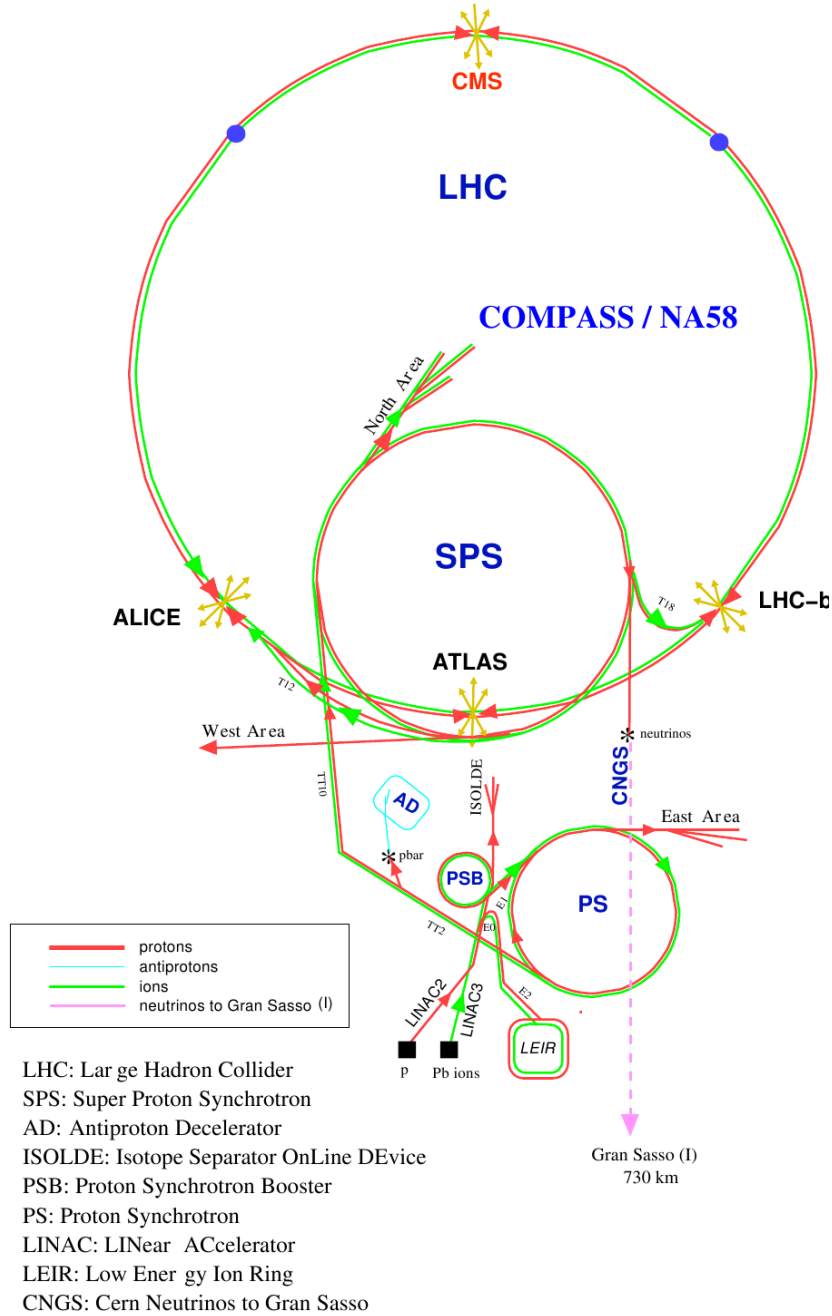 CMS
LHC
COMPASS / NA58
North Area
SPS
T18
LHC-b
ALICE
ATLAS
T12
West Area
neutrinos
CNGS
ISOLDE
TT10
AD
East Area
pbar
PSB
E1
PS
TT2
E0
protons
antiprotons
ions
neutrinos to Gran Sasso (I)
LINAC2
LINAC3
E2
LEIR
p
Pb ions
LHC: Lar ge Hadron Collider
SPS: Super Proton Synchrotron
AD: Antiproton Decelerator
ISOLDE: Isotope Separator OnLine DEvice
PSB: Proton Synchrotron Booster
PS: Proton Synchrotron
LINAC: LINear ACcelerator
LEIR: Low Ener gy Ion Ring
CNGS: Cern Neutrinos to Gran Sasso
Gran Sasso (I)
730 km